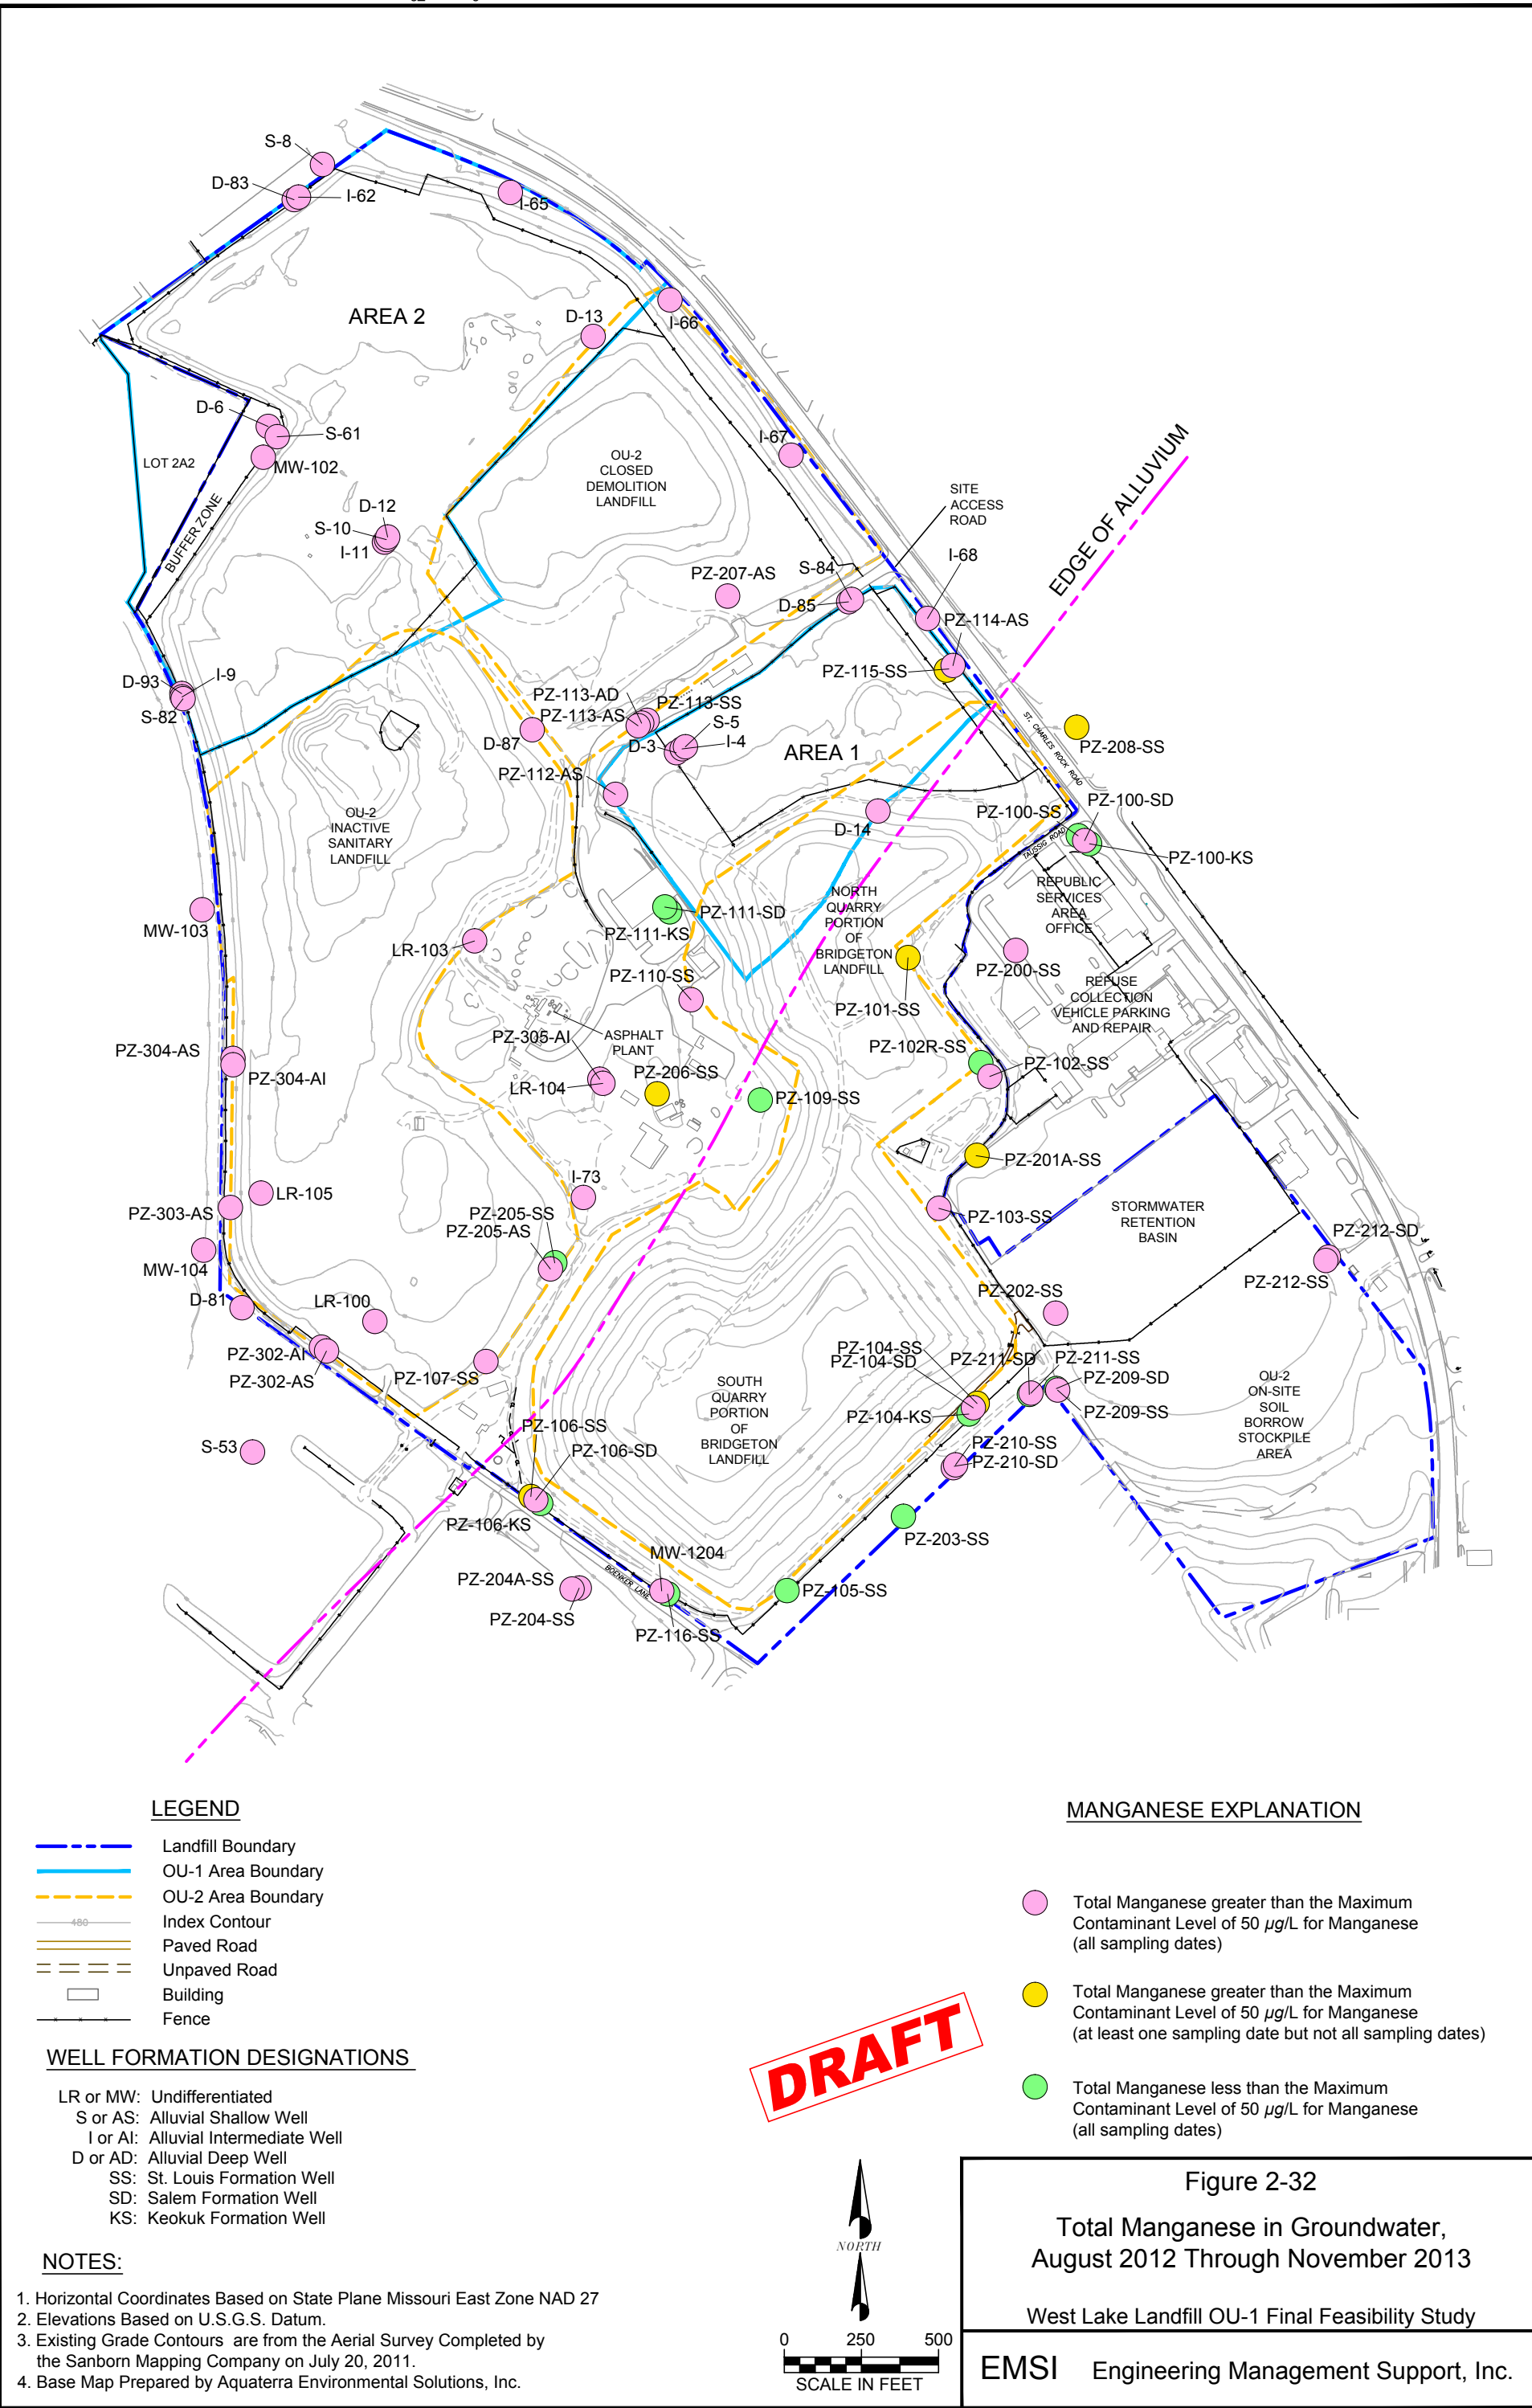 S-8
D-83
I-62
I-65
AREA 2
D-13
I-66
D-6
S-61
LOT 2A2
MW-102
I-67
OU-2
CLOSED
DEMOLITION
LANDFILL
EDGE OF ALLUVIUM
BUFFER ZONE
D-12
S-10
I-11
SITE
ACCESS
ROAD
I-68
PZ-207-AS
S-84
D-85
PZ-114-AS
PZ-115-SS
D-93
I-9
S-82
PZ-113-AD
PZ-113-SS
PZ-113-AS
S-5
D-87
D-3
I-4
AREA 1
ST. CHARLES ROCK ROAD
PZ-208-SS
PZ-112-AS
OU-2
INACTIVE
SANITARY
LANDFILL
D-14
PZ-100-SS
PZ-100-SD
TAUSSIG ROAD
PZ-100-KS
REPUBLIC
SERVICES
AREA
OFFICE
NORTH
QUARRY
PORTION
OF
BRIDGETON
LANDFILL
MW-103
LR-103
PZ-111-SD
PZ-111-KS
PZ-110-SS
PZ-200-SS
PZ-101-SS
REFUSE
COLLECTION
VEHICLE PARKING
AND REPAIR
PZ-305-AI
ASPHALT
PLANT
PZ-304-AS
PZ-304-AI
PZ-102R-SS
PZ-102-SS
LR-104
PZ-206-SS
PZ-109-SS
PZ-201A-SS
I-73
LR-105
PZ-303-AS
PZ-205-SS
PZ-205-AS
PZ-103-SS
STORMWATER
RETENTION
BASIN
PZ-212-SD
PZ-212-SS
MW-104
D-81
LR-100
PZ-202-SS
PZ-302-AI
PZ-302-AS
PZ-107-SS
PZ-104-SS
PZ-104-SD
PZ-211-SD
PZ-211-SS
PZ-209-SD
PZ-209-SS
SOUTH
QUARRY
PORTION
OF
BRIDGETON
LANDFILL
PZ-104-KS
OU-2
ON-SITE
SOIL
BORROW
STOCKPILE
AREA
S-53
PZ-106-SS
PZ-106-SD
PZ-210-SS
PZ-210-SD
PZ-106-KS
PZ-203-SS
MW-1204
PZ-204A-SS
BOENKER LANE
PZ-105-SS
PZ-204-SS
PZ-116-SS
LEGEND
Landfill Boundary
OU-1 Area Boundary
OU-2 Area Boundary
480
Index Contour
Paved Road
Unpaved Road
Building
Fence
WELL FORMATION DESIGNATIONS
LR or MW: Undifferentiated
S or AS: Alluvial Shallow Well
I or AI: Alluvial Intermediate Well
D or AD: Alluvial Deep Well
SS: St. Louis Formation Well
SD: Salem Formation Well
KS: Keokuk Formation Well
NOTES:
1. Horizontal Coordinates Based on State Plane Missouri East Zone NAD 27
2. Elevations Based on U.S.G.S. Datum.
3. Existing Grade Contours are from the Aerial Survey Completed by
the Sanborn Mapping Company on July 20, 2011.
4. Base Map Prepared by Aquaterra Environmental Solutions, Inc.
MANGANESE EXPLANATION
Total Manganese greater than the Maximum
Contaminant Level of 50 µg/L for Manganese
(all sampling dates)
Total Manganese greater than the Maximum
Contaminant Level of 50 µg/L for Manganese
(at least one sampling date but not all sampling dates)
Total Manganese less than the Maximum
Contaminant Level of 50 µg/L for Manganese
(all sampling dates)
DRAFT
NORTH
0 250 500
SCALE IN FEET
Figure 2-32
Total Manganese in Groundwater,
August 2012 Through November 2013
West Lake Landfill OU-1 Final Feasibility Study
EMSI Engineering Management Support, Inc.